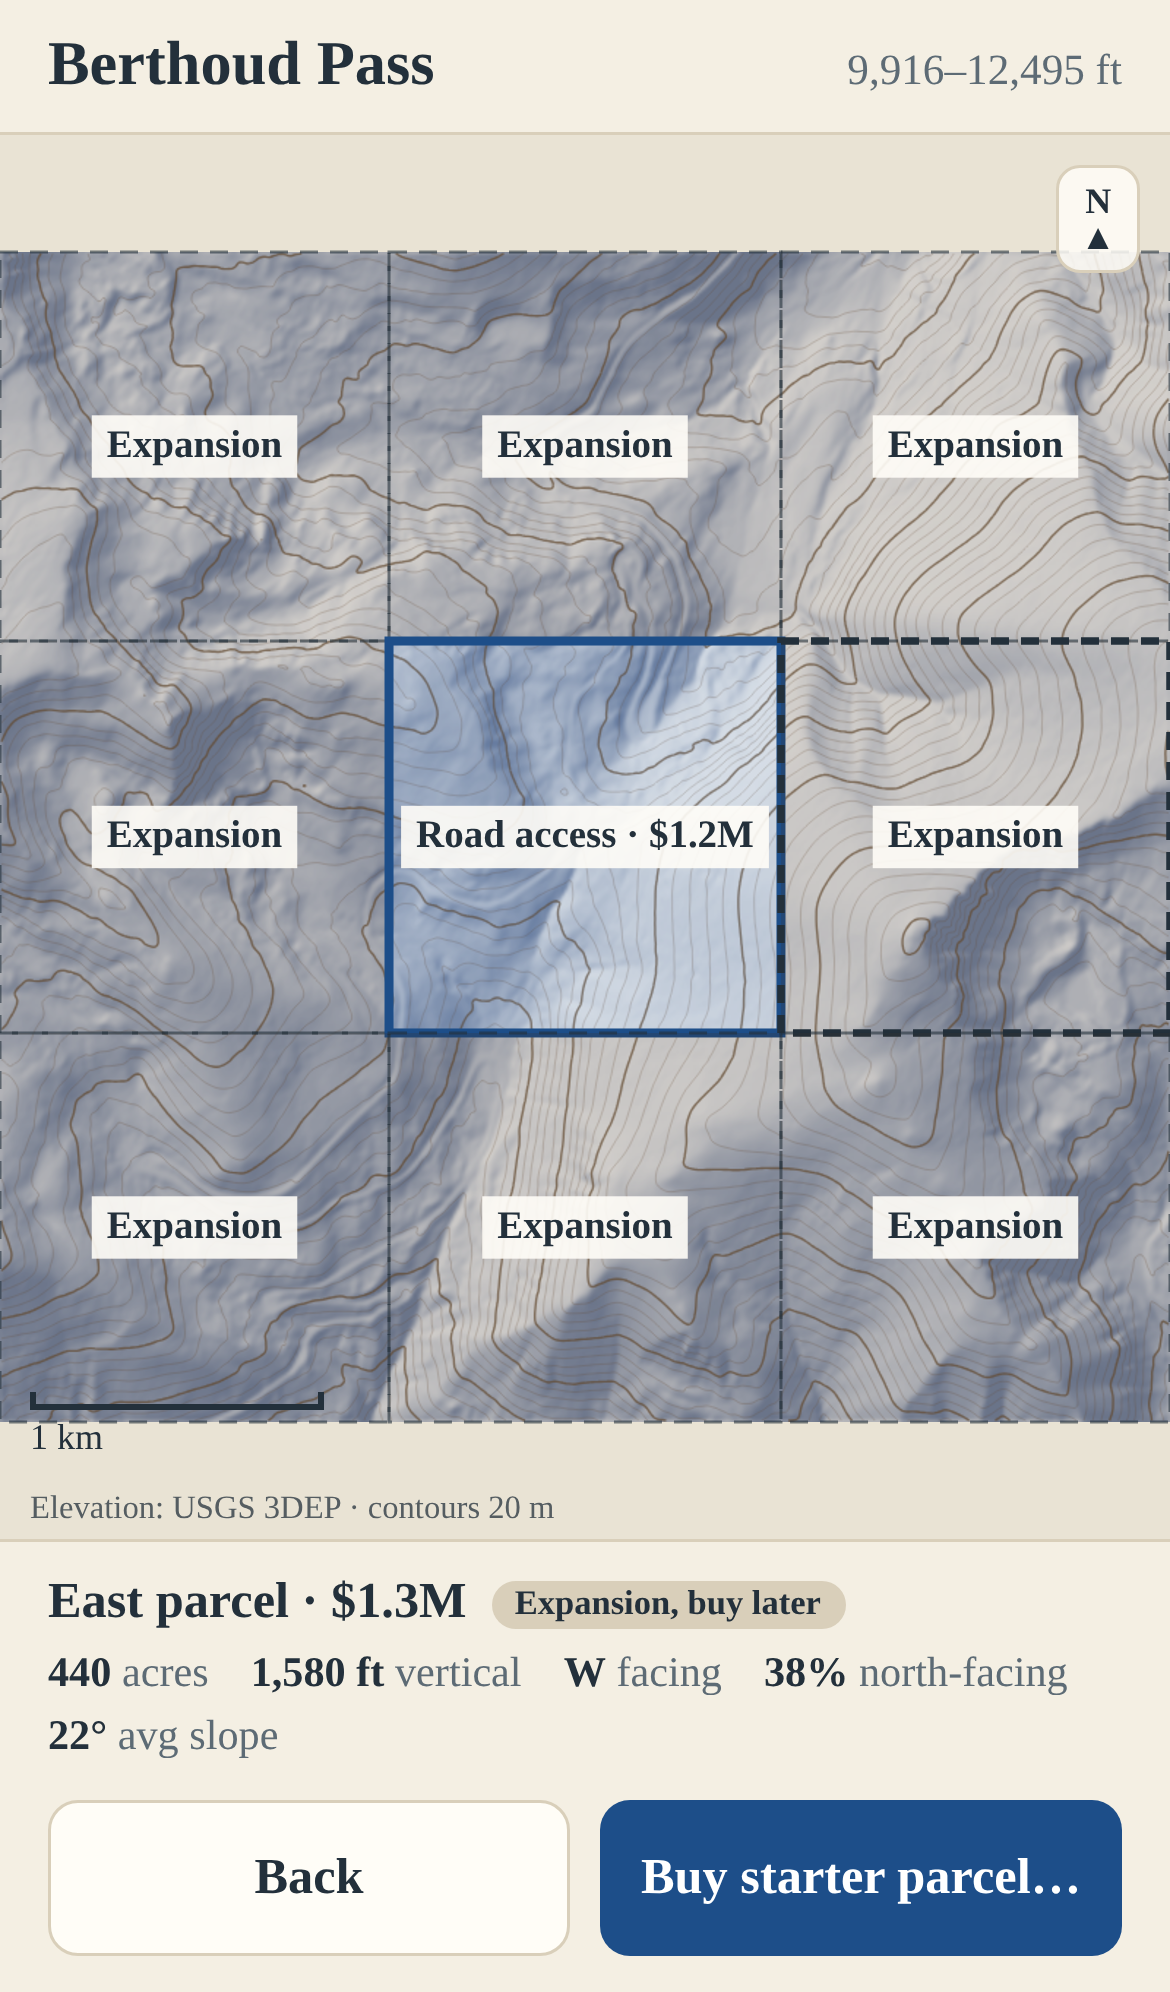 Berthoud Pass
9,916–12,495 ft
N
Expansion
Expansion
Expansion
Expansion
Road access · $1.2M
Expansion
Expansion
Expansion
Expansion
1 km
Elevation: USGS 3DEP · contours 20 m
East parcel · $1.3M
Expansion, buy later
440 acres 1,580 ft vertical W facing 38% north-facing
22° avg slope
Back
Buy starter parcel…